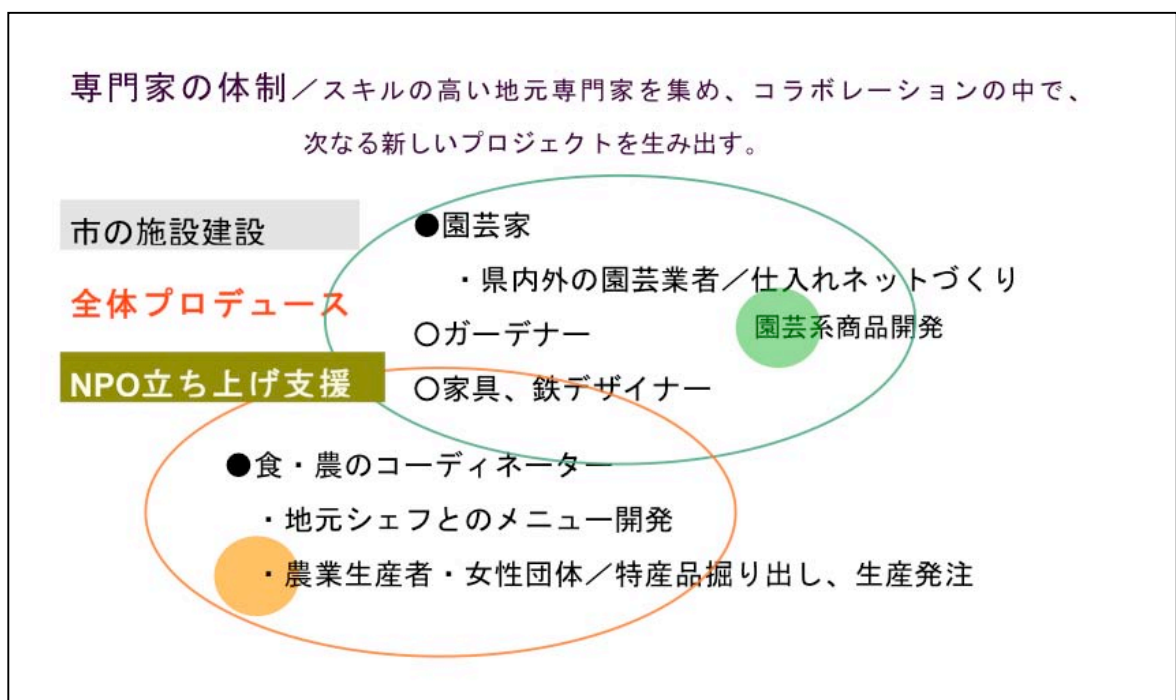 専門家の体制／スキルの高い地元専門家を集め、コラボレーションの中で、
次なる新しいプロジェクトを生み出す。
市の施設建設
全体プロデュース
NPO立ち上げ支援
●園芸家
・県内外の園芸業者／仕入れネットづくり
園芸系商品開発
〇ガーデナー
〇家具、鉄デザイナー
●食・農のコーディネーター
・地元シェフとのメニュー開発
・農業生産者・女性団体／特産品掘り出し、生産発注